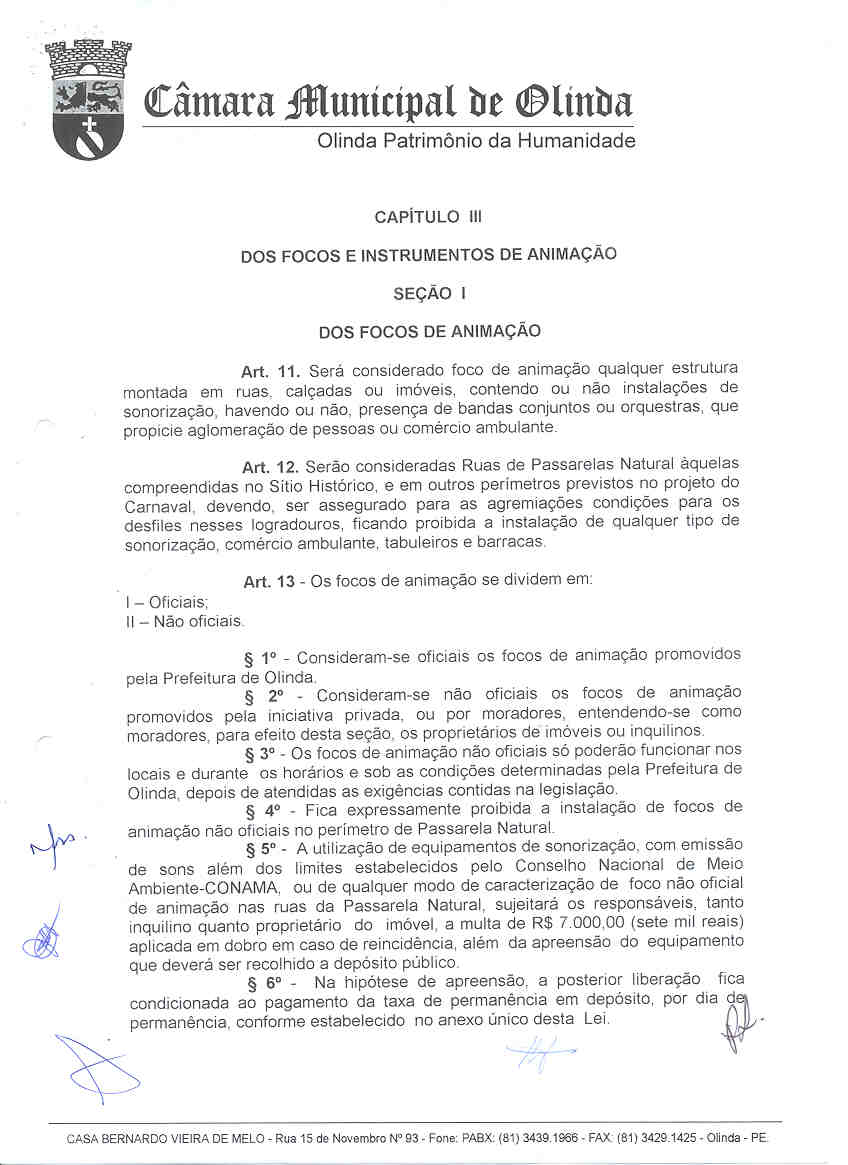 Câmara Municipal de Olinda
Olinda Patrimônio da Humanidade
CAPÍTULO III
DOS FOCOS E INSTRUMENTOS DE ANIMAÇÃO
SEÇÃO I
DOS FOCOS DE ANIMAÇÃO
Art. 11. Será considerado foco de animação qualquer estrutura
montada em ruas, calçadas ou imóveis, contendo ou não instalações de
sonorização, havendo ou não, presença de bandas conjuntos ou orquestras, que
propicie aglomeração de pessoas ou comércio ambulante.
Art. 12. Serão consideradas Ruas de Passarelas Natural àquelas
compreendidas no Sítio Histórico, e em outros perímetros previstos no projeto do
Carnaval, devendo, ser assegurado para as agremiações condições para os
desfiles nesses logradouros, ficando proibida a instalação de qualquer tipo de
sonorização, comércio ambulante, tabuleiros e barracas.
Art. 13 - Os focos de animação se dividem em:
I – Oficiais;
II – Não oficiais.
§ 1º - Consideram-se oficiais os focos de animação promovidos
pela Prefeitura de Olinda.
§ 2º - Consideram-se não oficiais os focos de animação
promovidos pela iniciativa privada, ou por moradores, entendendo-se como
moradores, para efeito desta seção, os proprietários de imóveis ou inquilinos.
§ 3º - Os focos de animação não oficiais só poderão funcionar nos
locais e durante os horários e sob as condições determinadas pela Prefeitura de
Olinda, depois de atendidas as exigências contidas na legislação.
§ 4º - Fica expressamente proibida a instalação de focos de
animação não oficiais no perímetro de Passarela Natural.
§ 5º - A utilização de equipamentos de sonorização, com emissão
de sons além dos limites estabelecidos pelo Conselho Nacional de Meio
Ambiente-CONAMA, ou de qualquer modo de caracterização de foco não oficial
de animação nas ruas da Passarela Natural, sujeitará os responsáveis, tanto
inquilino quanto proprietário do imóvel, a multa de R$ 7.000,00 (sete mil reais)
aplicada em dobro em caso de reincidência, além da apreensão do equipamento
que deverá ser recolhido a depósito público.
§ 6º - Na hipótese de apreensão, a posterior liberação fica
condicionada ao pagamento da taxa de permanência em depósito, por dia de
permanência, conforme estabelecido no anexo único desta Lei.
CASA BERNARDO VIEIRA DE MELO - Rua 15 de Novembro Nº 93 - Fone: PABX: (81) 3439.1966 - FAX: (81) 3429.1425 - Olinda - PE.